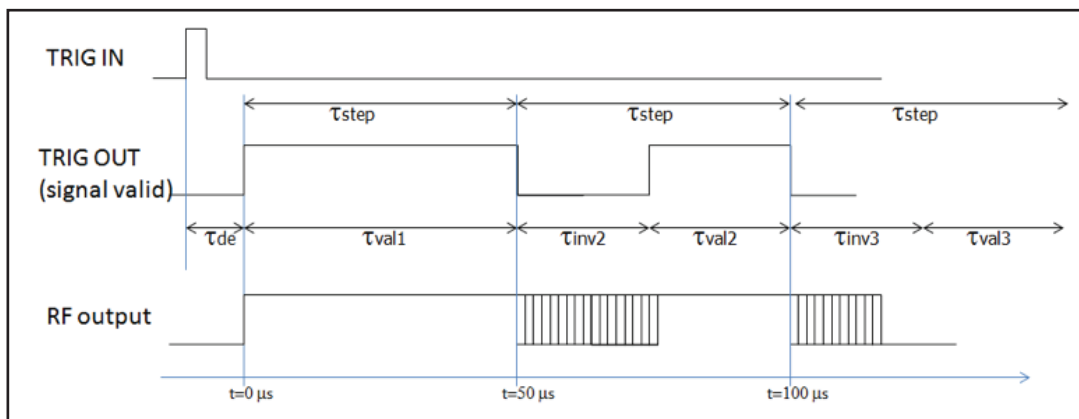 TRIG IN
τstep τstep τstep
TRIG OUT
(signal valid)
τde τval1 τinv2 τval2 τinv3 τval3
RF output
t=0 µs t=50 µs t=100 µs